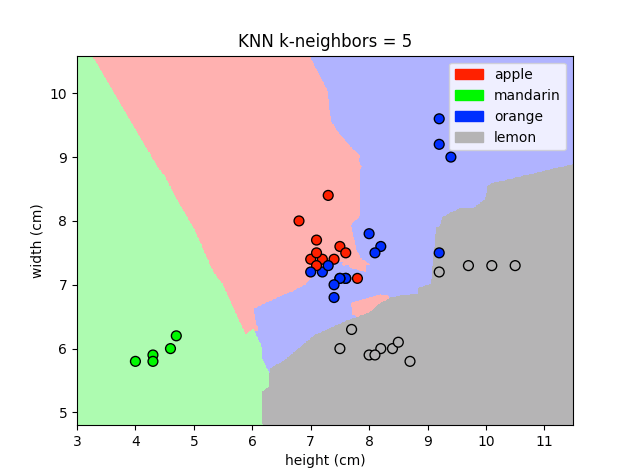 KNN k-neighbors = 5
apple
mandarin
orange
lemon
width (cm)
10
9
8
7
6
5
3 4 5 6 7 8 9 10 11
height (cm)